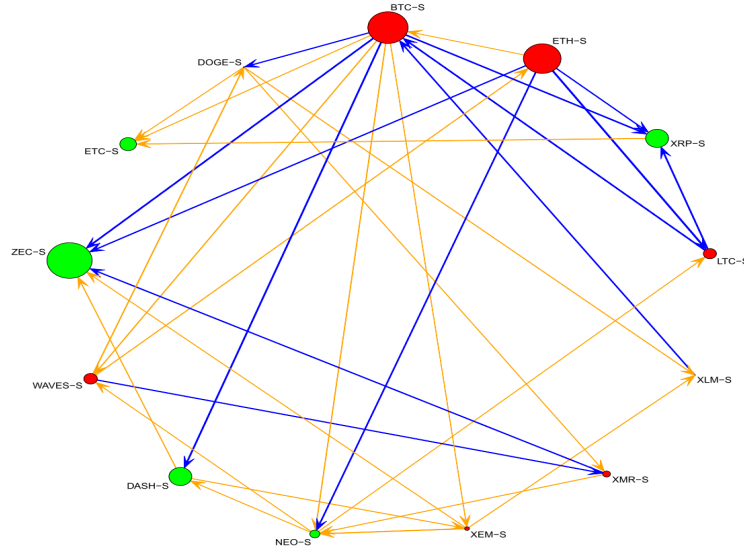 BTC−S
ETH−S
DOGE−S
XRP−S
ETC−S
ZEC−S
LTC−S
WAVES−S
XLM−S
DASH−S
XMR−S
NEO−S
XEM−S